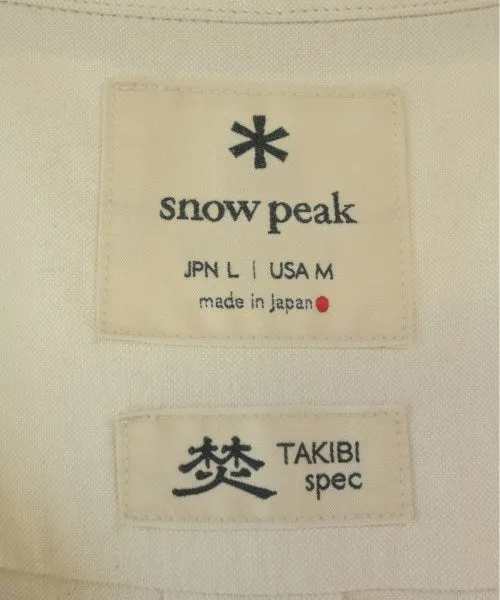 snow peak
JPN L | USA M
made in Japan
焚 TAKIBI
spec